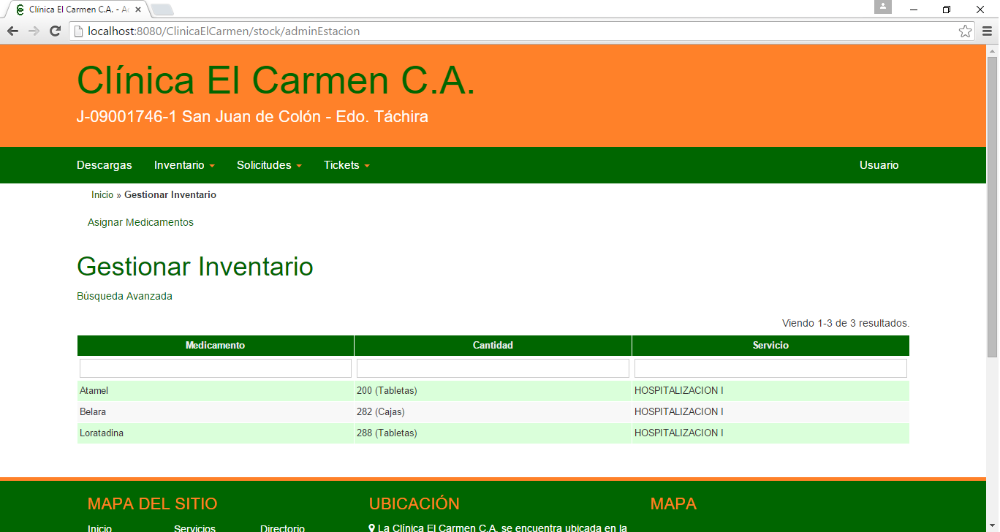 Clínica El Carmen C.A. - Ac
localhost:8080/ClinicaElCarmen/stock/adminEstacion
Clínica El Carmen C.A.
J-09001746-1 San Juan de Colón - Edo. Táchira
Descargas Inventario Solicitudes Tickets Usuario
Inicio » Gestionar Inventario
Asignar Medicamentos
Gestionar Inventario
Búsqueda Avanzada
Viendo 1-3 de 3 resultados.
Medicamento Cantidad Servicio
Atamel 200 (Tabletas) HOSPITALIZACION I
Belara 282 (Cajas) HOSPITALIZACION I
Loratadina 288 (Tabletas) HOSPITALIZACION I
MAPA DEL SITIO UBICACIÓN MAPA
Inicio Servicios Directorio La Clínica El Carmen C.A. se encuentra ubicada en la